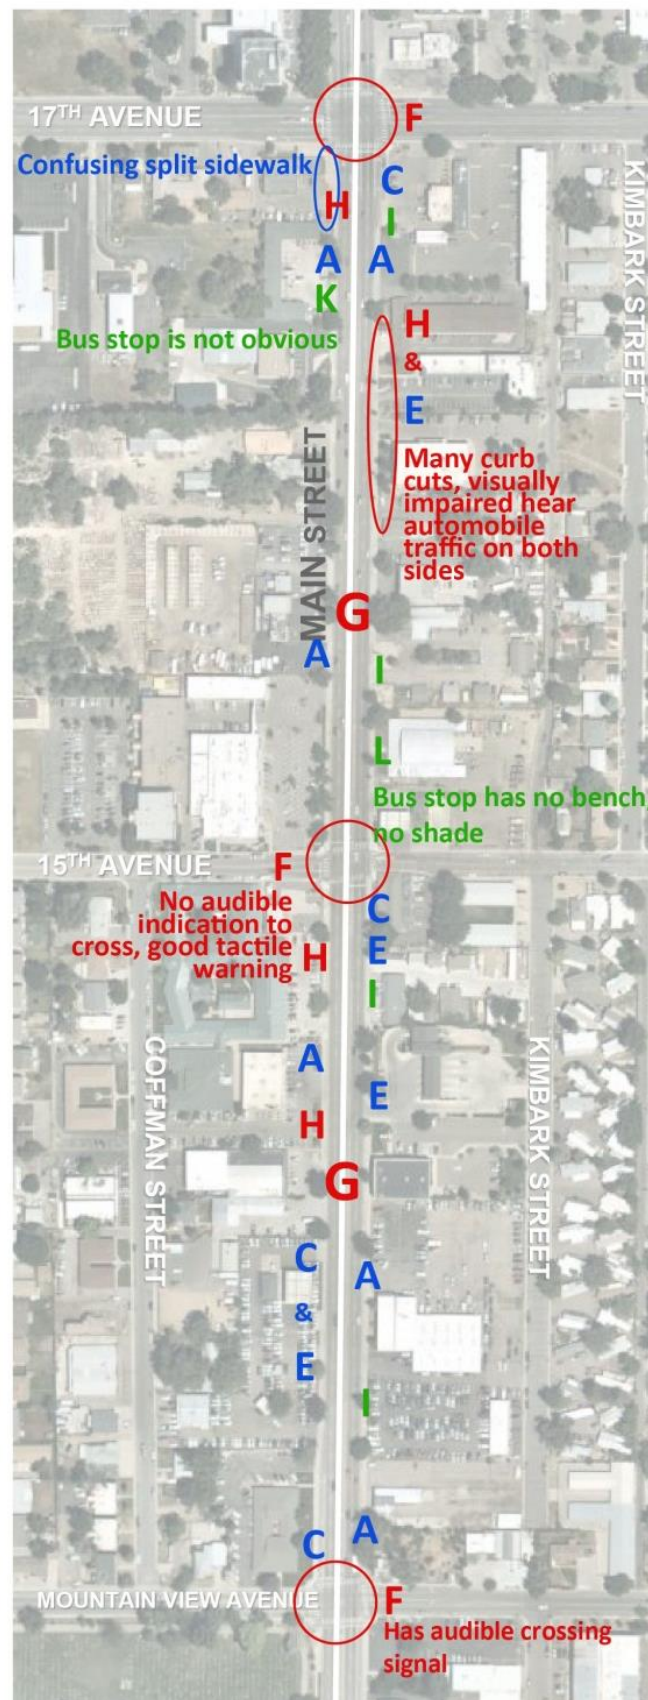 17TH AVENUE
F
Confusing split sidewalk
C
KIMBARK STREET
H
I
A
A
K
H
Bus stop is not obvious
&
E
MAIN STREET
Many curb
cuts, visually
impaired hear
automobile
traffic on both
sides
G
A
I
L
Bus stop has no bench,
no shade
15TH AVENUE
F
No audible
indication to
cross, good tactile
warning
C
E
H
I
COFFMAN STREET
KIMBARK STREET
A
E
H
G
C
A
&
E
I
C
A
MOUNTAIN VIEW AVENUE
F
Has audible crossing
signal